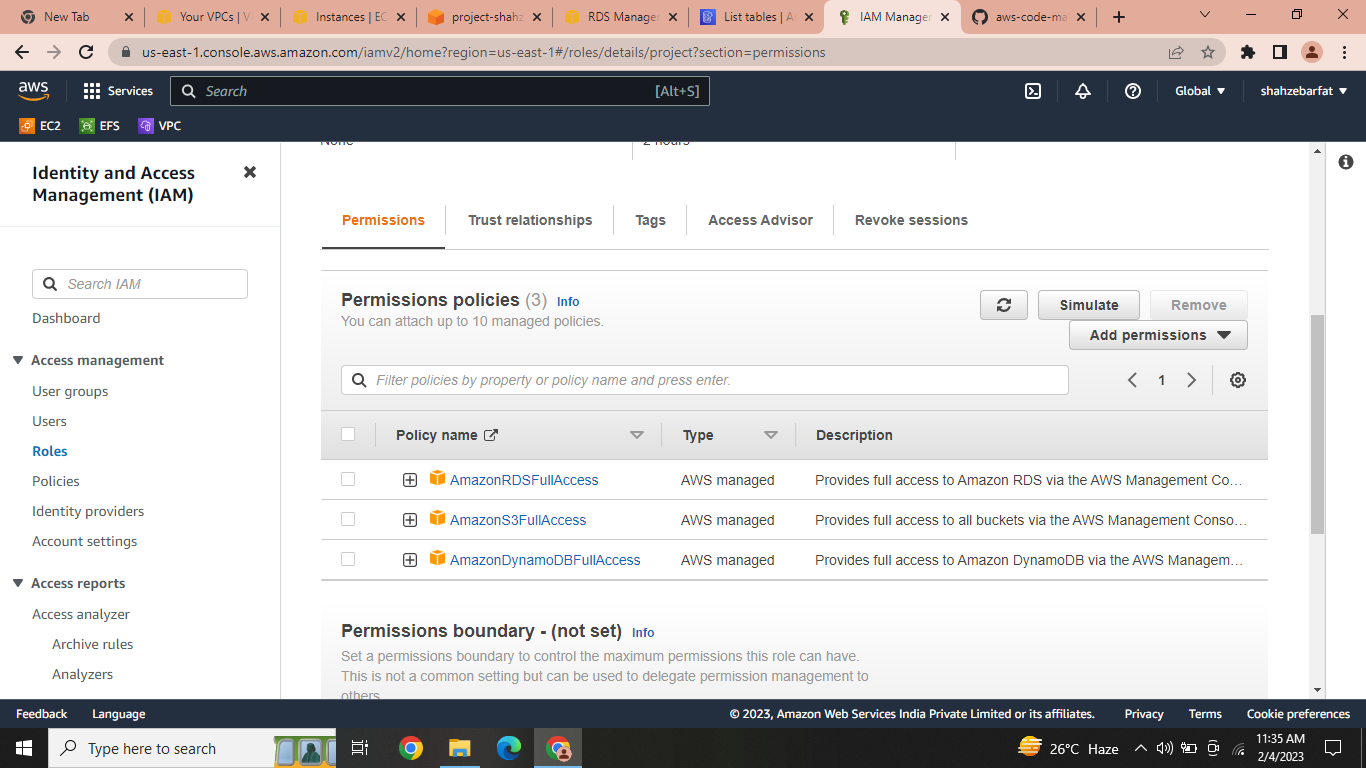 New Tab
Your VPCs | V
Instances | EC
project-shahz
RDS Manage
List tables | A
IAM Manage
aws-code-ma
us-east-1.console.aws.amazon.com/iamv2/home?region=us-east-1#/roles/details/project?section=permissions
aws
Services
Search
[Alt+S]
Global
shahzebarfat
EC2
EFS
VPC
None
2 hours
Identity and Access
Management (IAM)
Search IAM
Dashboard
Access management
User groups
Users
Roles
Policies
Identity providers
Account settings
Access reports
Access analyzer
Archive rules
Analyzers
Permissions
Trust relationships
Tags
Access Advisor
Revoke sessions
Permissions policies (3) Info
You can attach up to 10 managed policies.
Simulate
Remove
Add permissions
Filter policies by property or policy name and press enter.
1
Policy name
Type
Description
AmazonRDSFullAccess AWS managed Provides full access to Amazon RDS via the AWS Management Co...
AmazonS3FullAccess AWS managed Provides full access to all buckets via the AWS Management Conso...
AmazonDynamoDBFullAccess AWS managed Provides full access to Amazon DynamoDB via the AWS Managem...
Permissions boundary - (not set) Info
Set a permissions boundary to control the maximum permissions this role can have.
This is not a common setting but can be used to delegate permission management to
others.
Feedback
Language
© 2023, Amazon Web Services India Private Limited or its affiliates.
Privacy
Terms
Cookie preferences
Type here to search
26°C Haze
11:35 AM
2/4/2023